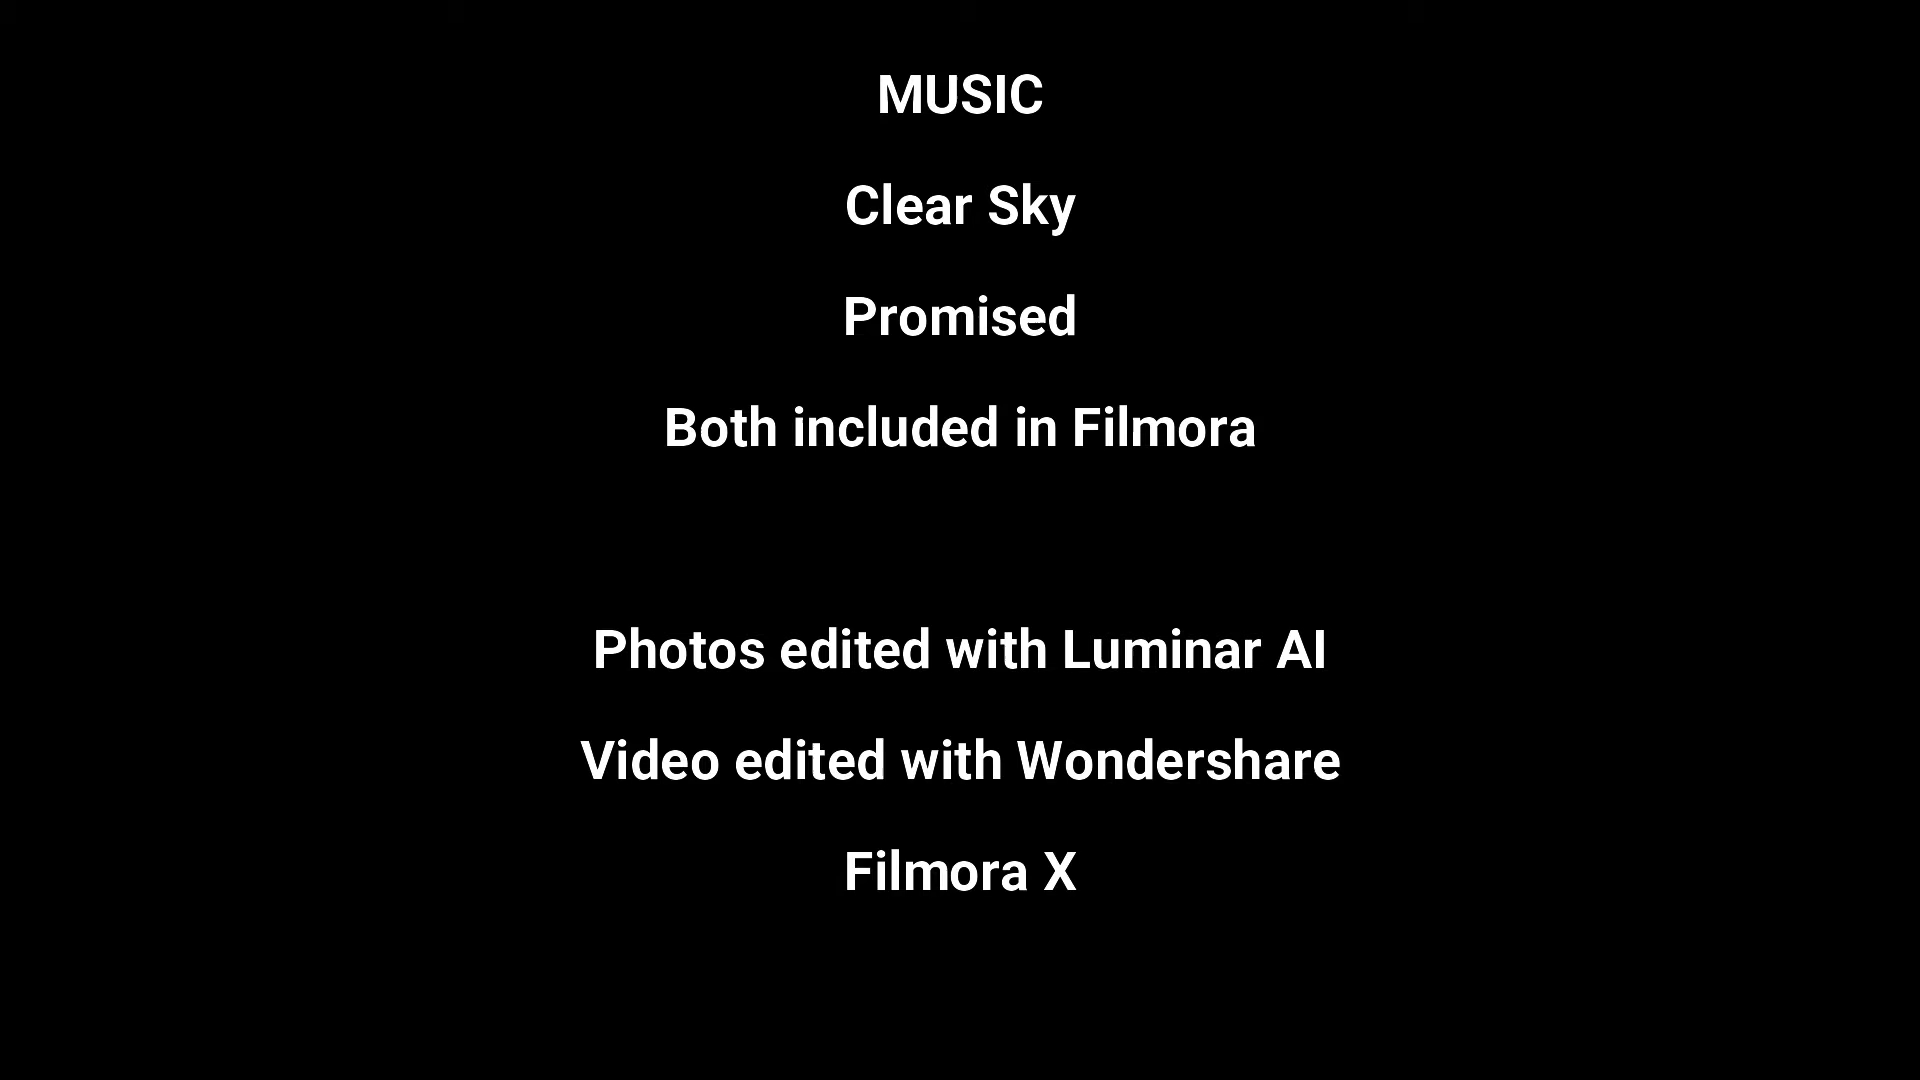 MUSIC
Clear Sky
Promised
Both included in Filmora
Photos edited with Luminar AI
Video edited with Wondershare
Filmora X